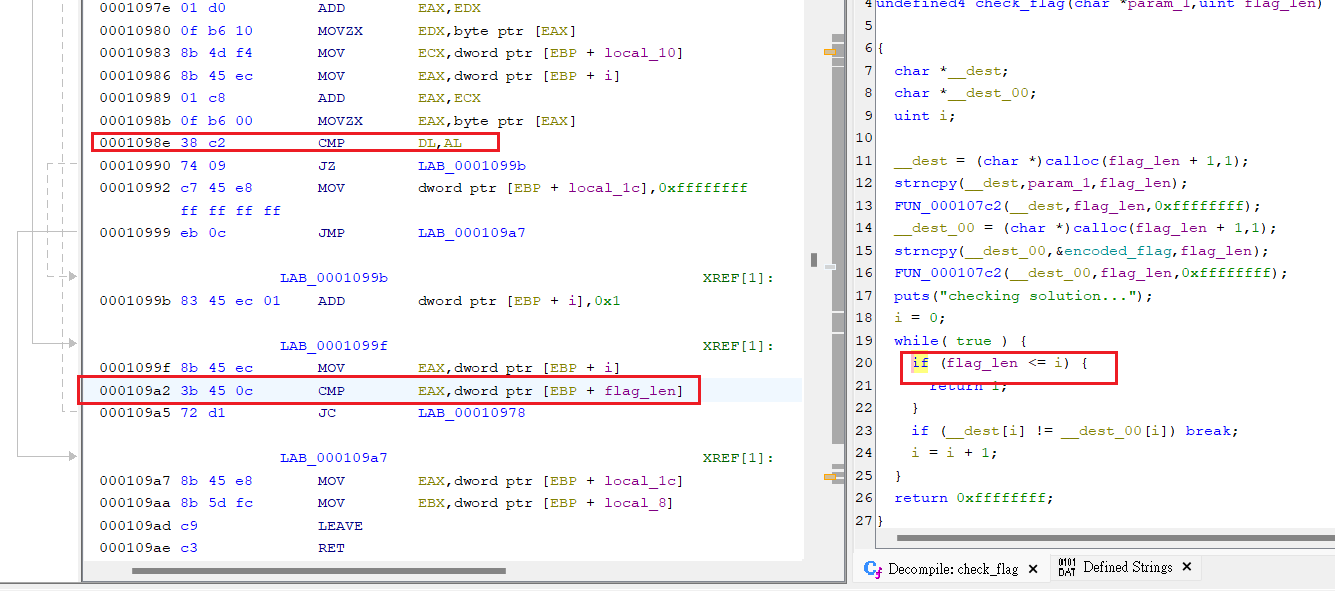 0001097e 01 d0 ADD EAX,EDX
00010980 0f b6 10 MOVZX EDX,byte ptr [EAX]
00010983 8b 4d f4 MOV ECX,dword ptr [EBP + local_10]
00010986 8b 45 ec MOV EAX,dword ptr [EBP + i]
00010989 01 c8 ADD EAX,ECX
0001098b 0f b6 00 MOVZX EAX,byte ptr [EAX]
0001098e 38 c2 CMP DL,AL
00010990 74 09 JZ LAB_0001099b
00010992 c7 45 e8 MOV dword ptr [EBP + local_1c],0xffffffff
ff ff ff ff
00010999 eb 0c JMP LAB_000109a7
LAB_0001099b XREF[1]:
0001099b 83 45 ec 01 ADD dword ptr [EBP + i],0x1
LAB_0001099f XREF[1]:
0001099f 8b 45 ec MOV EAX,dword ptr [EBP + i]
000109a2 3b 45 0c CMP EAX,dword ptr [EBP + flag_len]
000109a5 72 d1 JC LAB_00010978
LAB_000109a7 XREF[1]:
000109a7 8b 45 e8 MOV EAX,dword ptr [EBP + local_1c]
000109aa 8b 5d fc MOV EBX,dword ptr [EBP + local_8]
000109ad c9 LEAVE
000109ae c3 RET
4 undefined4 check_flag(char *param_1,uint flag_len)
5
6 {
7 char *__dest;
8 char *__dest_00;
9 uint i;
10
11 __dest = (char *)calloc(flag_len + 1,1);
12 strncpy(__dest,param_1,flag_len);
13 FUN_000107c2(__dest,flag_len,0xffffffff);
14 __dest_00 = (char *)calloc(flag_len + 1,1);
15 strncpy(__dest_00,&encoded_flag,flag_len);
16 FUN_000107c2(__dest_00,flag_len,0xffffffff);
17 puts("checking solution...");
18 i = 0;
19 while( true ) {
20 if (flag_len <= i) {
21 return 1;
22 }
23 if (__dest[i] != __dest_00[i]) break;
24 i = i + 1;
25 }
26 return 0xffffffff;
27 }
Decompile: check_flag × 0101 DAT Defined Strings ×